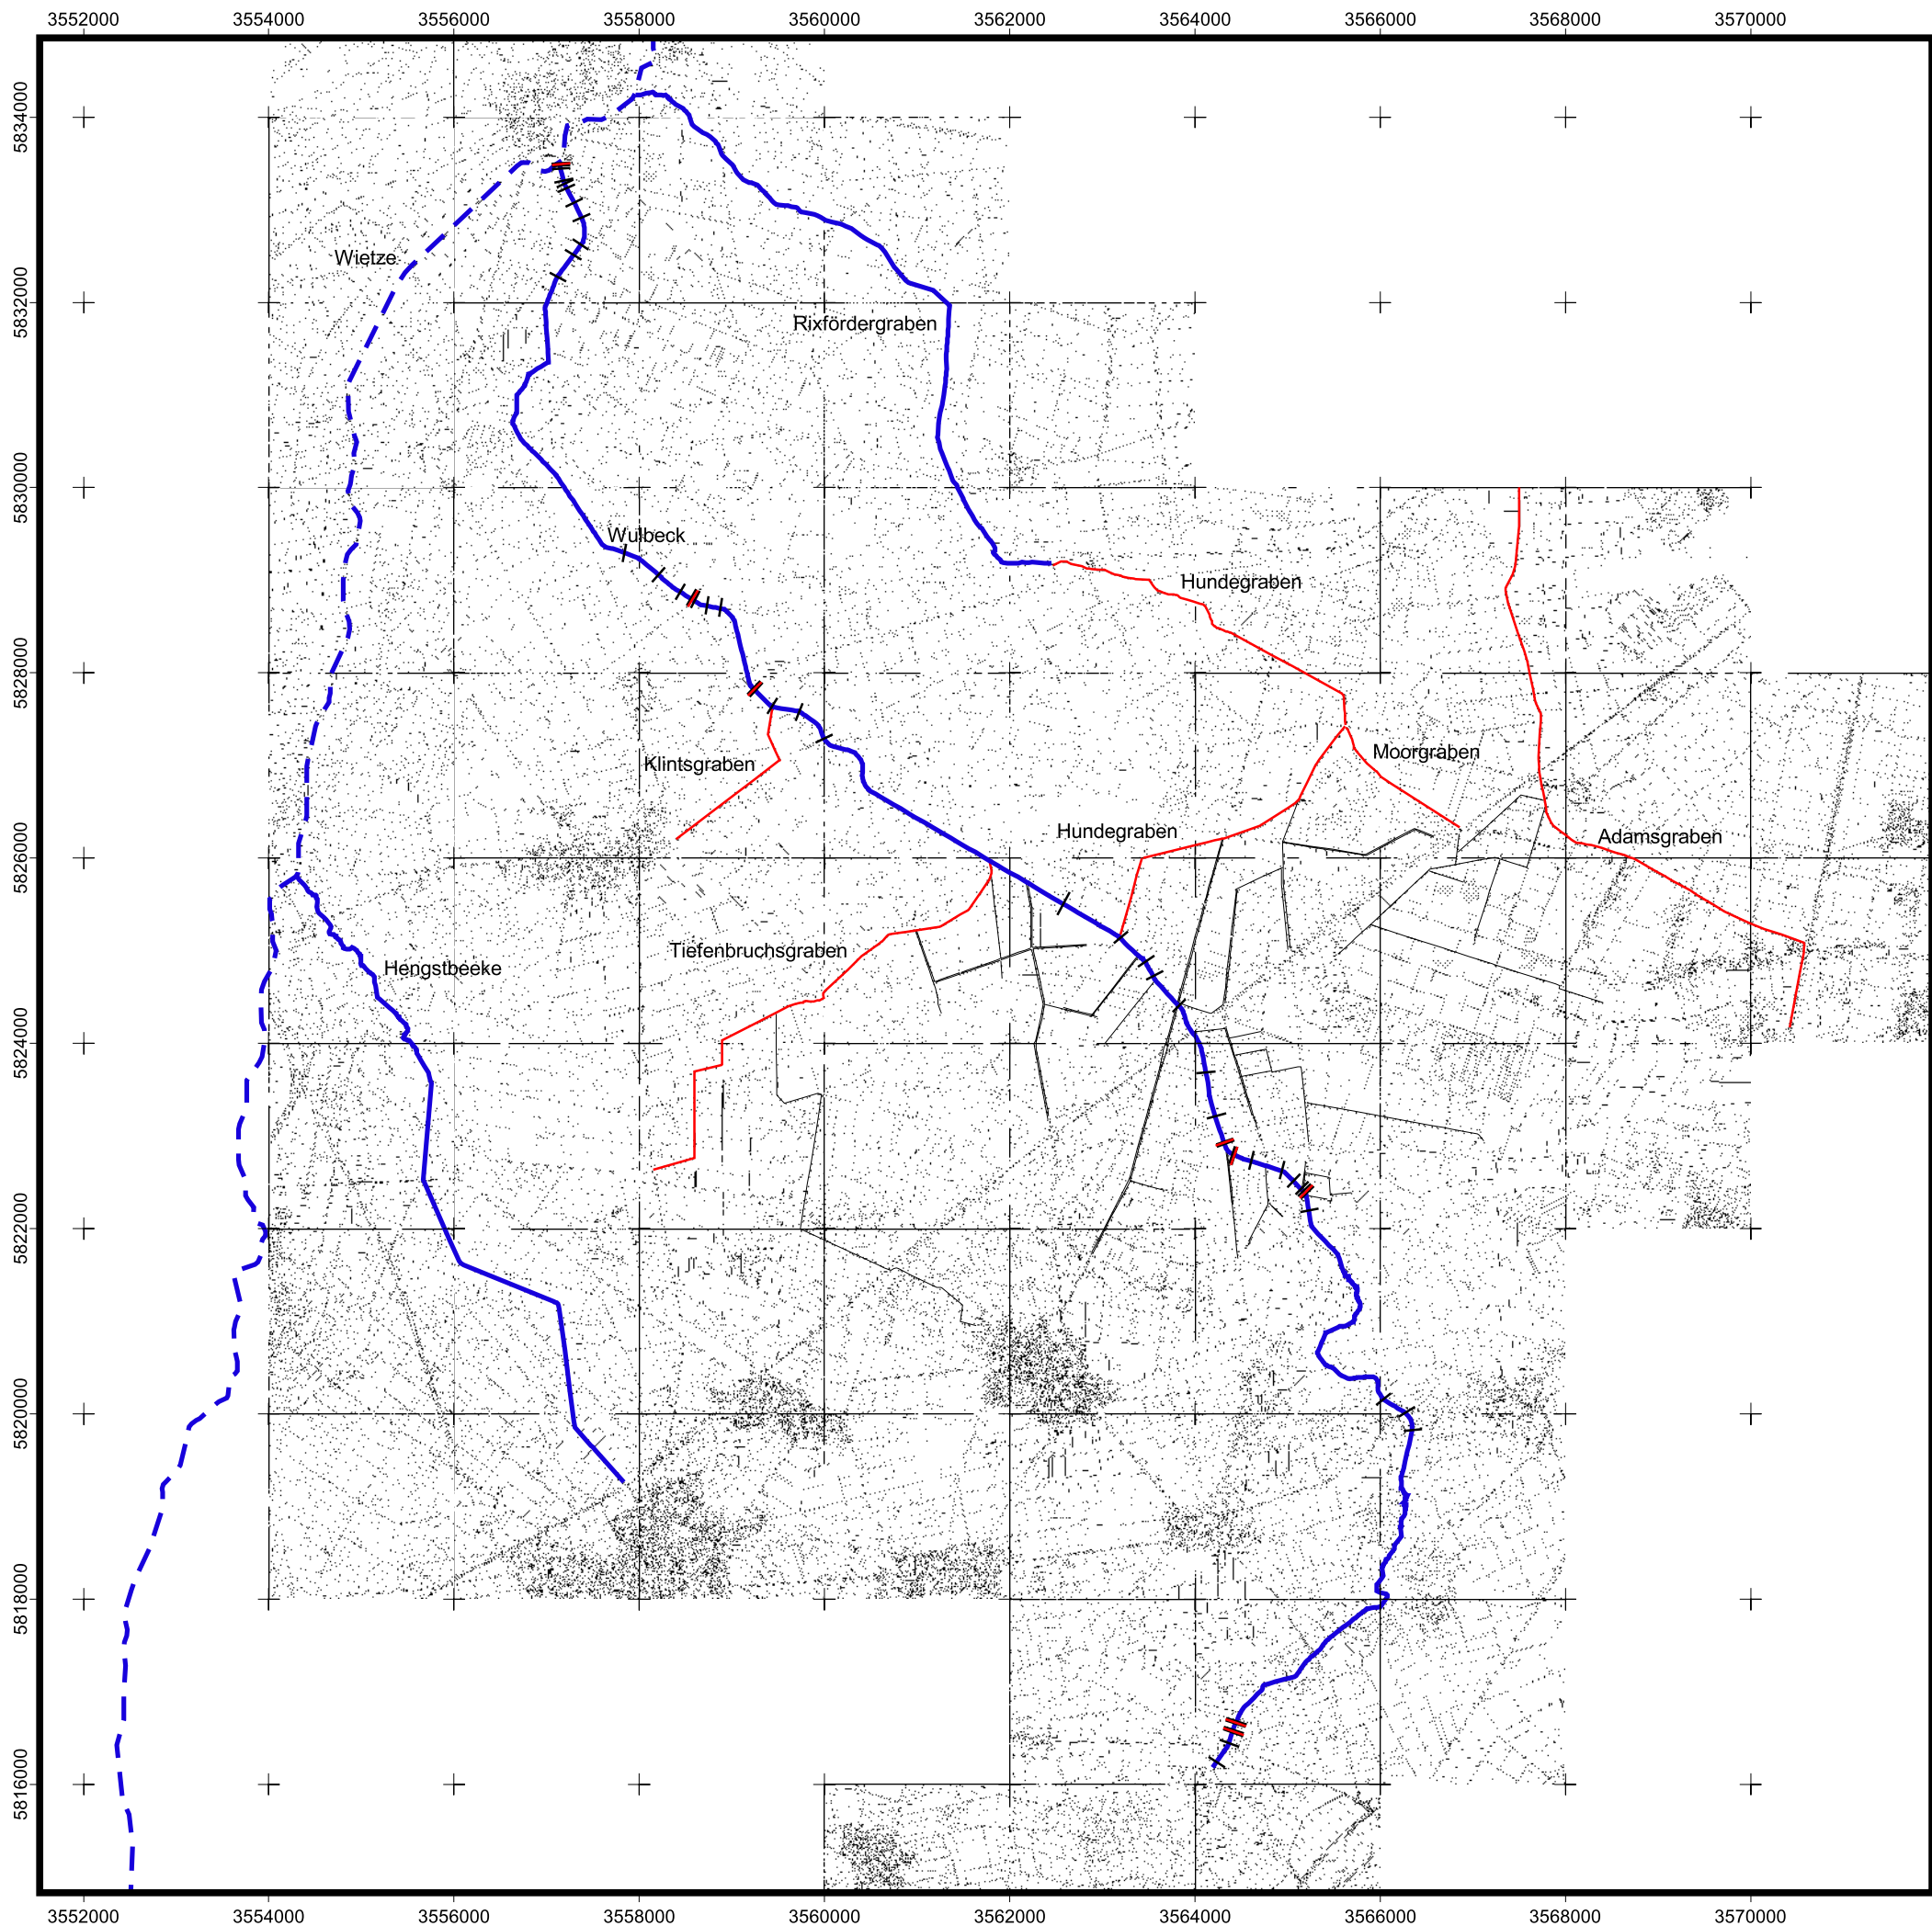 3552000 3554000 3556000 3558000 3560000 3562000 3564000 3566000 3568000 3570000
5834000
Wietze
5832000
Rixfördergraben
5830000
Wulbeck
Hundegraben
5828000
Moorgraben
Klintsgraben
Hundegraben
Adamsgraben
5826000
Tiefenbruchsgraben
Hengstbeeke
5824000
5822000
5820000
5818000
5816000
3552000 3554000 3556000 3558000 3560000 3562000 3564000 3566000 3568000 3570000